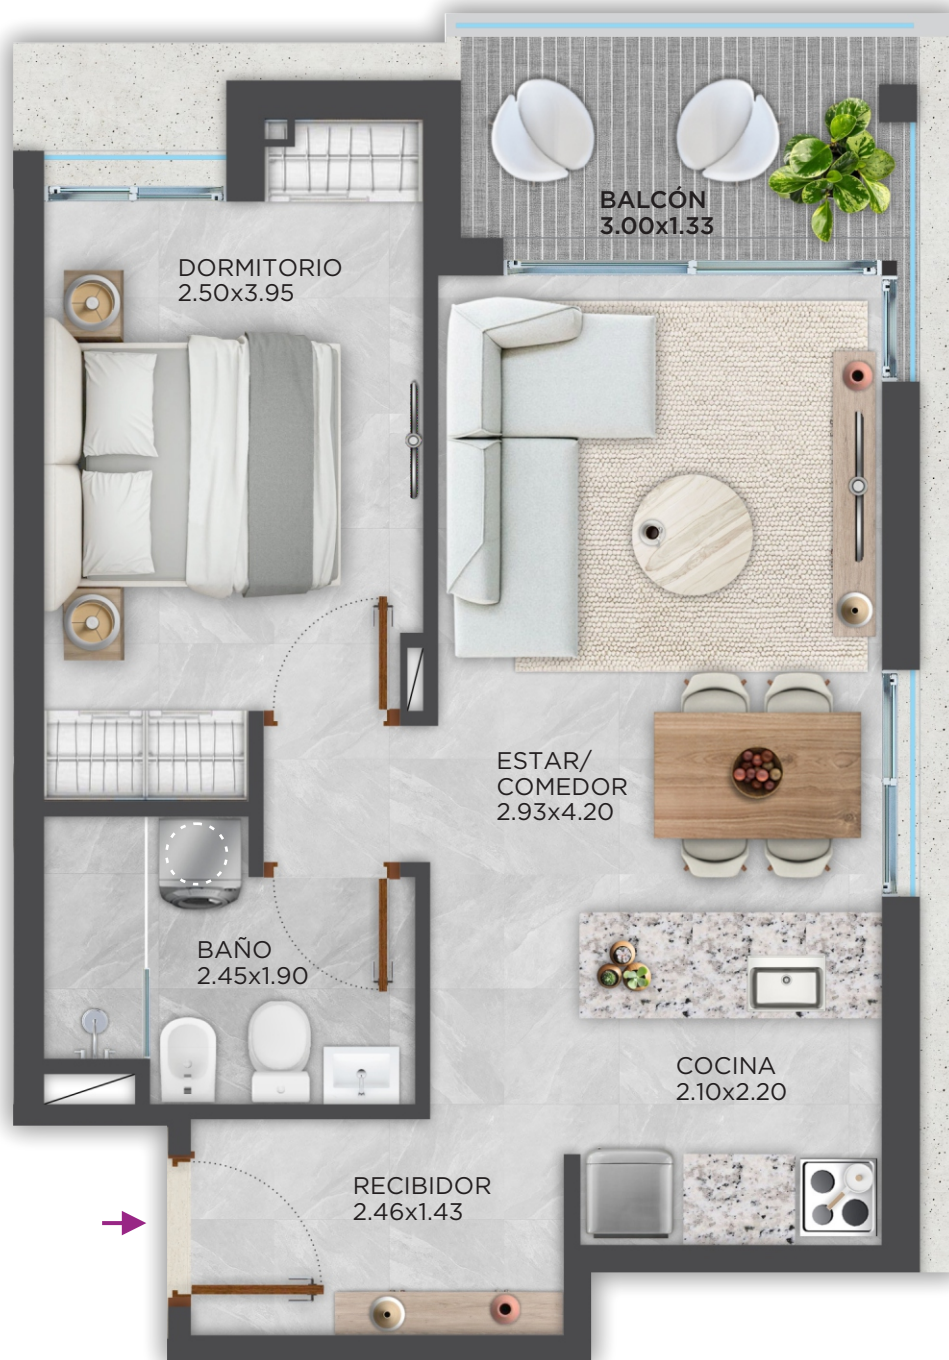 BALCÓN
3.00x1.33
DORMITORIO
2.50x3.95
ESTAR/
COMEDOR
2.93x4.20
BAÑO
2.45x1.90
COCINA
2.10x2.20
RECIBIDOR
2.46x1.43